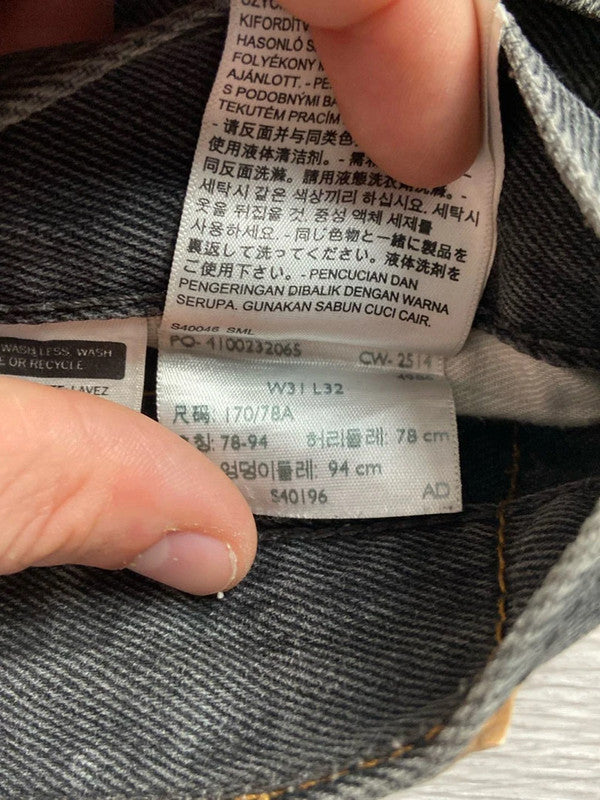 KIFORDÍTV
HASONLÓ S
FOLYÉKONY
AJÁNLOTT. - PE
S PODOBNÝMI BA
TEKUTÉM PRACÍM
- 请反面并与同类色
使用液体清洁剂。- 需
同反面洗滌。請用液態洗衣劑洗滌。-
세탁시 같은 색상끼리 하십시요. 세탁시
옷을 뒤집을 것. 중성 액체 세제를
사용하세요. - 同じ色物と一緒に製品を
裏返して洗ってください。液体洗剤を
ご使用下さい。- PENCUCIAN DAN
PENGERINGAN DIBALIK DENGAN WARNA
SERUPA. GUNAKAN SABUN CUCI CAIR.
S40046 SML
PO- 4100232065 CW- 2514
WASH LESS, WASH
E OR RECYCLE
LAVEZ
W31 L32
尺码: 170/78A
칭: 78-94 허리둘레: 78 cm
엉덩이둘레: 94 cm
S40196 AD